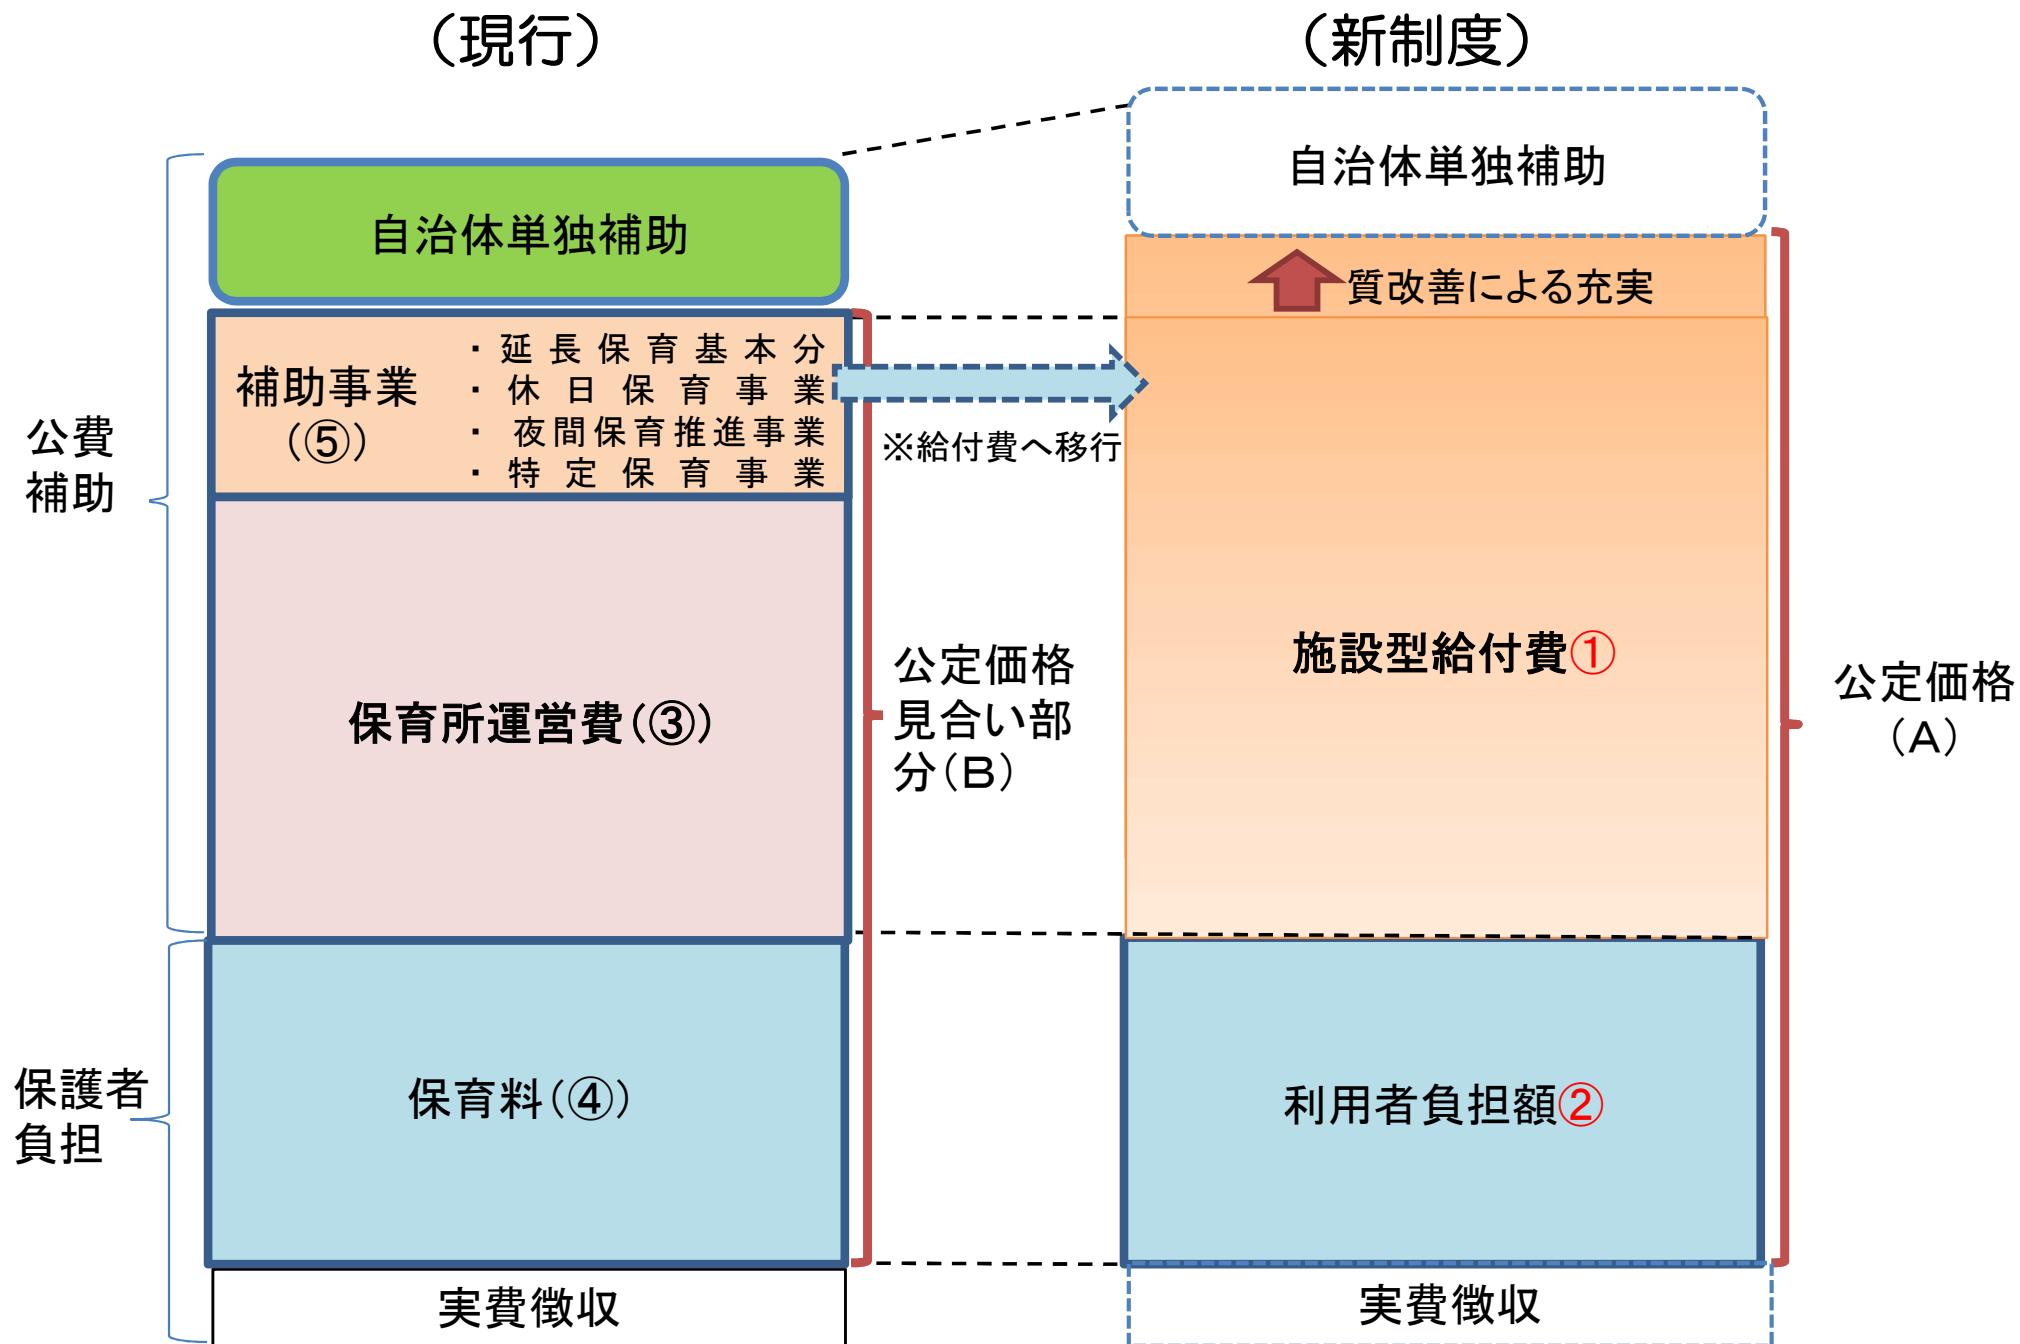 （現行）
（新制度）
自治体単独補助
自治体単独補助
質改善による充実
補助事業
（⑤）
・延長保育基本分
・休日保育事業
・夜間保育推進事業
・特定保育事業
※給付費へ移行
公費
補助
保育所運営費（③）
公定価格
見合い部
分（B）
施設型給付費①
公定価格
（A）
保護者
負担
保育料（④）
利用者負担額②
実費徴収
実費徴収